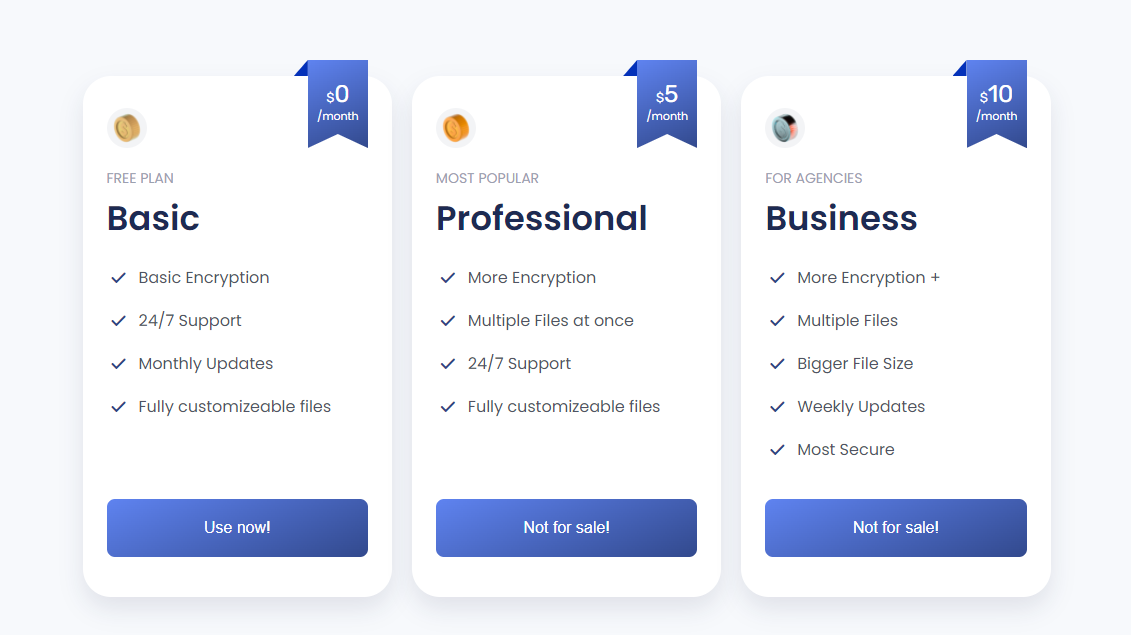 $0
/month
FREE PLAN
Basic
Basic Encryption
24/7 Support
Monthly Updates
Fully customizeable files
Use now!
$5
/month
MOST POPULAR
Professional
More Encryption
Multiple Files at once
24/7 Support
Fully customizeable files
Not for sale!
$10
/month
FOR AGENCIES
Business
More Encryption +
Multiple Files
Bigger File Size
Weekly Updates
Most Secure
Not for sale!